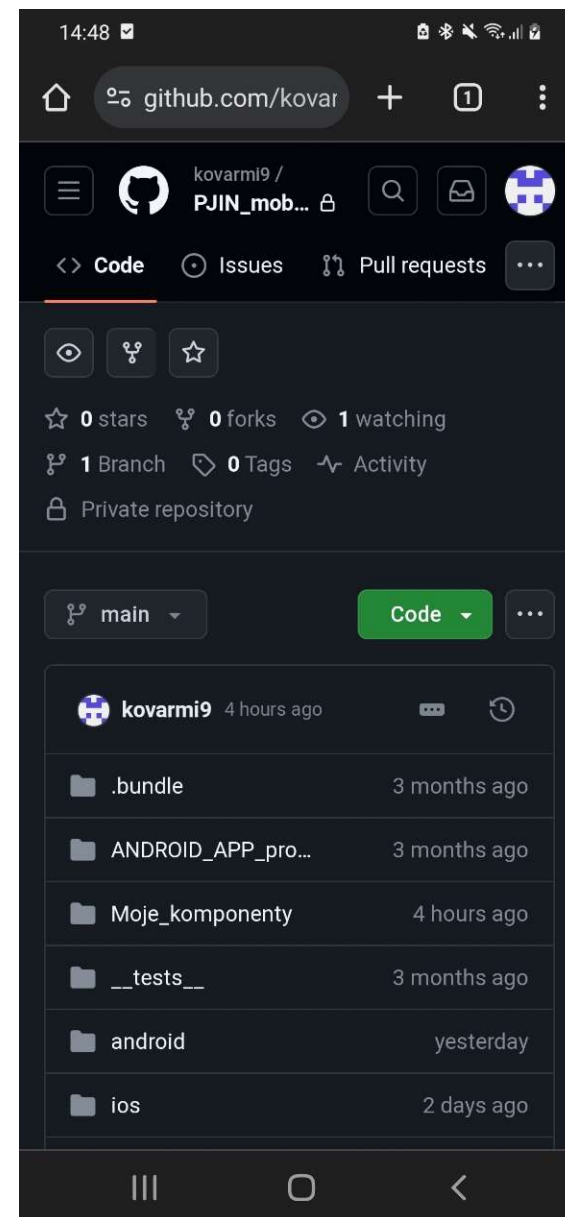 14:48
github.com/kovar
1
kovarmi9 /
PJIN_mob...
Code Issues Pull requests
0 stars 0 forks 1 watching
1 Branch 0 Tags Activity
Private repository
main Code
kovarmi9 4 hours ago
.bundle 3 months ago
ANDROID_APP_pro... 3 months ago
Moje_komponenty 4 hours ago
__tests__ 3 months ago
android yesterday
ios 2 days ago